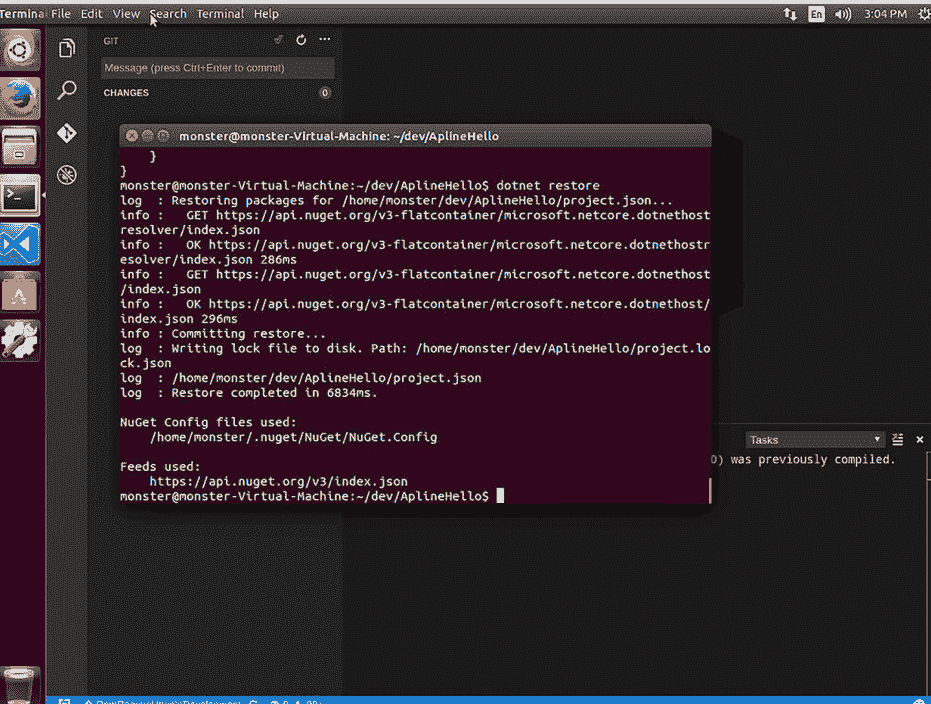 Termina File Edit View Search Terminal Help En 3:04 PM
GIT
Message (press Ctrl+Enter to commit)
CHANGES 0
monster@monster-Virtual-Machine: ~/dev/AplineHello
}
}
monster@monster-Virtual-Machine:~/dev/AplineHello$ dotnet restore
log  : Restoring packages for /home/monster/dev/AplineHello/project.json...
info :   GET https://api.nuget.org/v3-flatcontainer/microsoft.netcore.dotnethost
resolver/index.json
info :   OK https://api.nuget.org/v3-flatcontainer/microsoft.netcore.dotnethostr
esolver/index.json 286ms
info :   GET https://api.nuget.org/v3-flatcontainer/microsoft.netcore.dotnethost
/index.json
info :   OK https://api.nuget.org/v3-flatcontainer/microsoft.netcore.dotnethost/
index.json 296ms
info : Committing restore...
log  : Writing lock file to disk. Path: /home/monster/dev/AplineHello/project.lo
ck.json
log  : /home/monster/dev/AplineHello/project.json
log  : Restore completed in 6834ms.
NuGet Config files used:
/home/monster/.nuget/NuGet/NuGet.Config
Tasks
0) was previously compiled.
Feeds used:
https://api.nuget.org/v3/index.json
monster@monster-Virtual-Machine:~/dev/AplineHello$